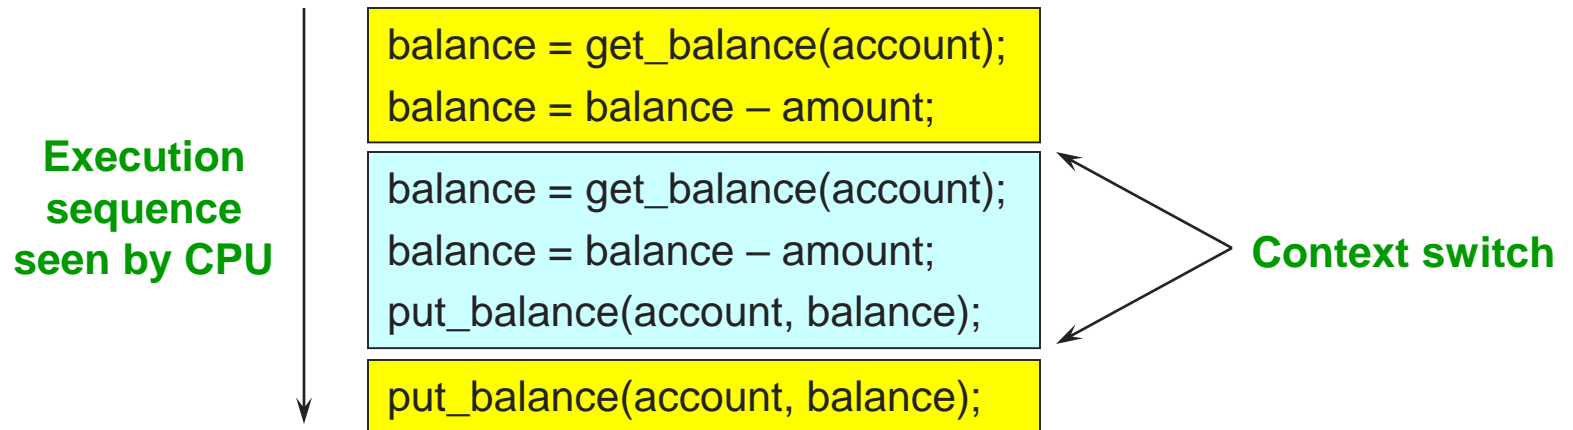 balance = get_balance(account);
balance = balance – amount;
Execution
sequence
seen by CPU
balance = get_balance(account);
balance = balance – amount;
put_balance(account, balance);
Context switch
put_balance(account, balance);